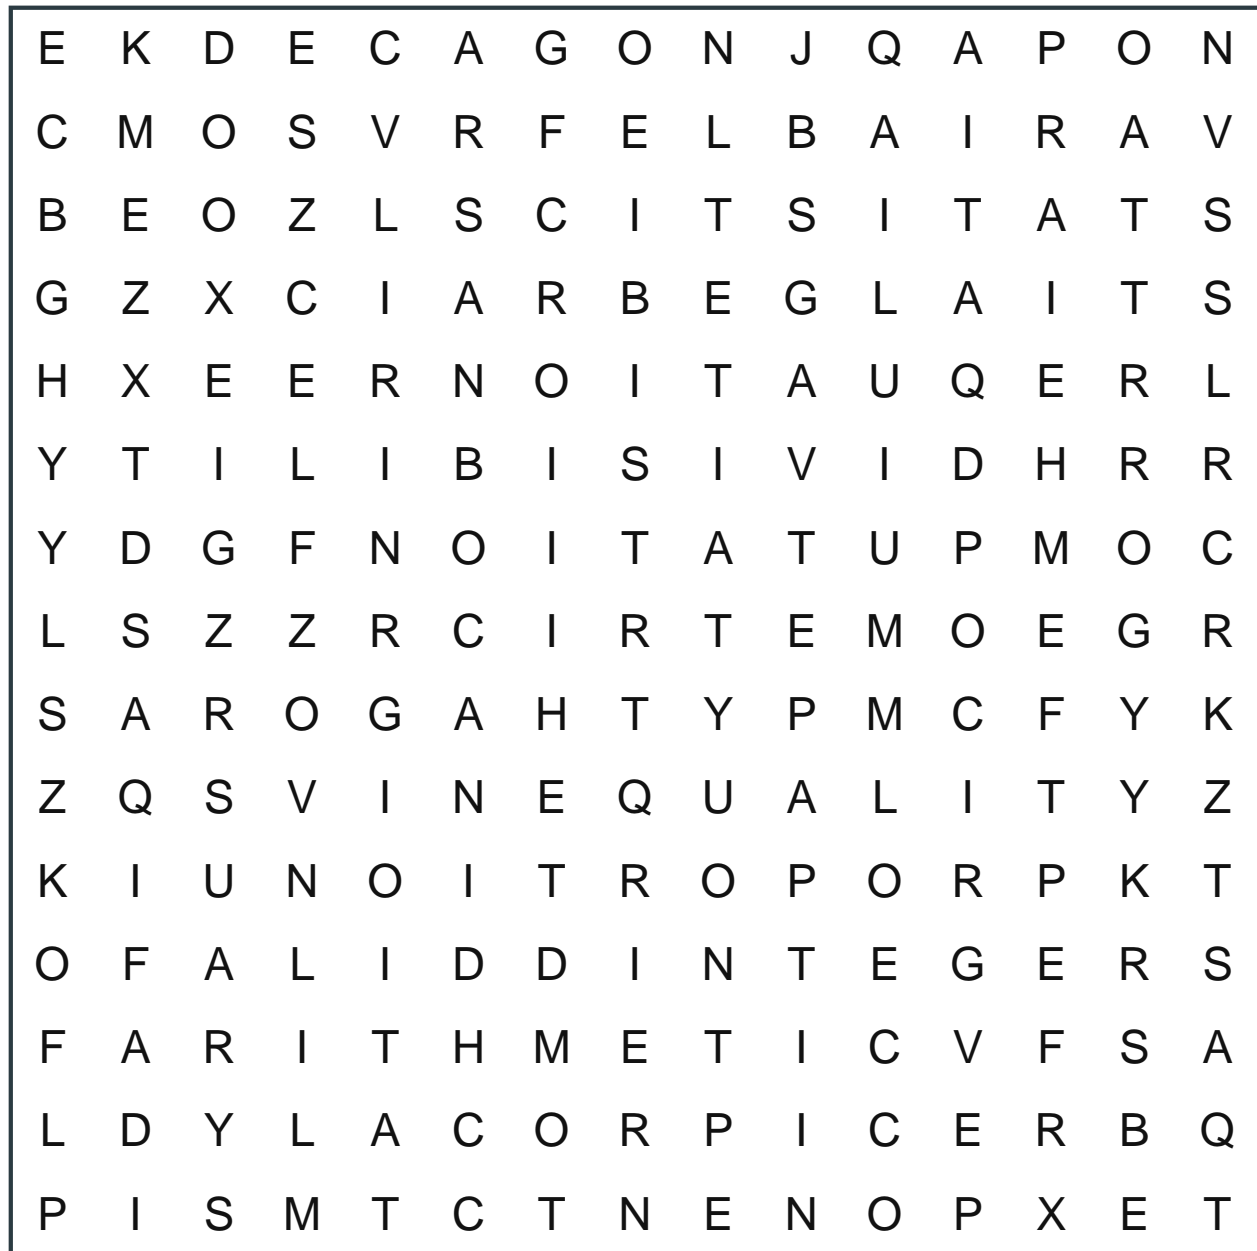 E K D E C A G O N J Q A P O N
C M O S V R F E L B A I R A V
B E O Z L S C I T S I T A T S
G Z X C I A R B E G L A I T S
H X E E R N O I T A U Q E R L
Y T I L I B I S I V I D H R R
Y D G F N O I T A T U P M O C
L S Z Z R C I R T E M O E G R
S A R O G A H T Y P M C F Y K
Z Q S V I N E Q U A L I T Y Z
K I U N O I T R O P O R P K T
O F A L I D D I N T E G E R S
F A R I T H M E T I C V F S A
L D Y L A C O R P I C E R B Q
P I S M T C T N E N O P X E T